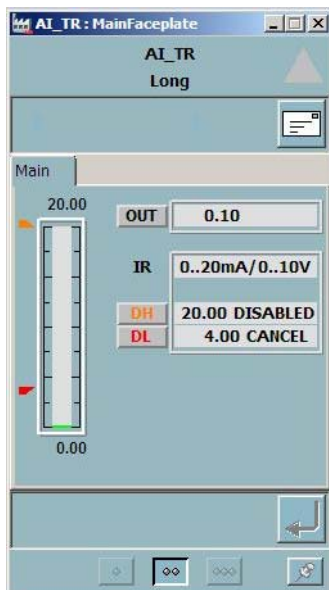 AI_TR : MainFaceplate
AI_TR
Long
Main
20.00
OUT 0.10
IR 0..20mA/0..10V
DH 20.00 DISABLED
DL 4.00 CANCEL
0.00